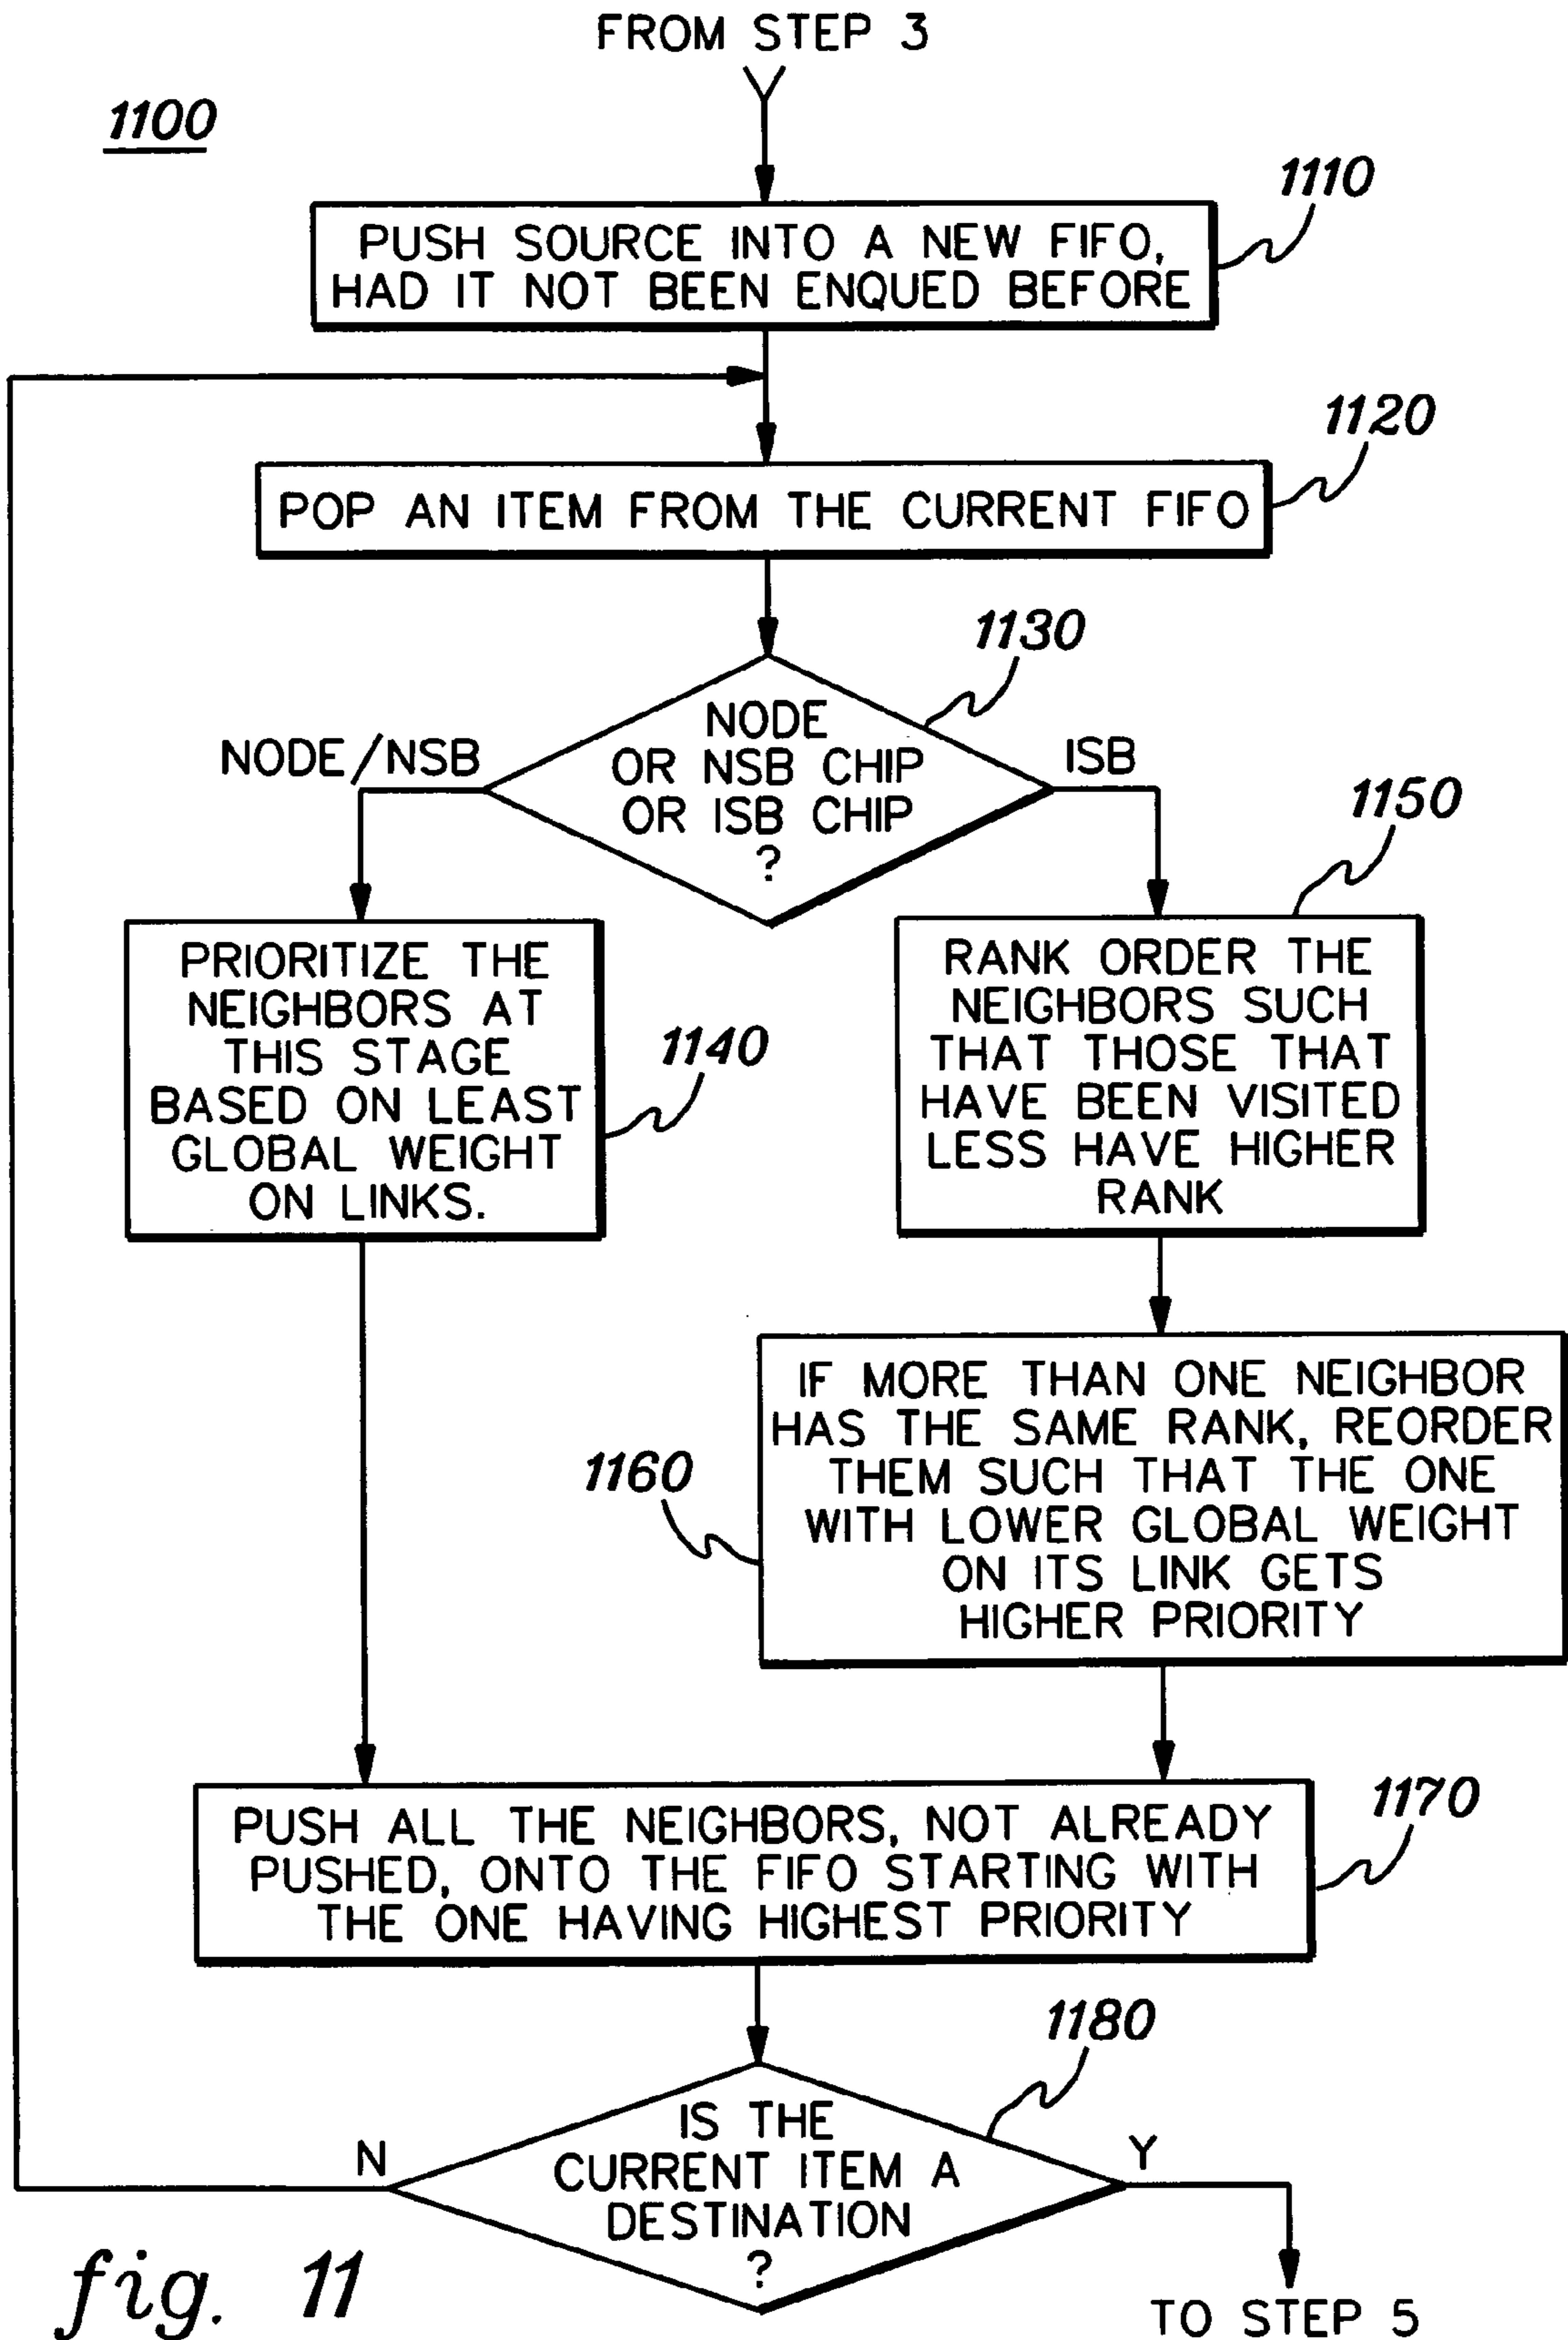 FROM STEP 3
1100
1110
PUSH SOURCE INTO A NEW FIFO,
HAD IT NOT BEEN ENQUED BEFORE
1120
POP AN ITEM FROM THE CURRENT FIFO
1130
NODE
OR NSB CHIP
OR ISB CHIP
?
NODE/NSB
ISB
1140
PRIORITIZE THE
NEIGHBORS AT
THIS STAGE
BASED ON LEAST
GLOBAL WEIGHT
ON LINKS.
1150
RANK ORDER THE
NEIGHBORS SUCH
THAT THOSE THAT
HAVE BEEN VISITED
LESS HAVE HIGHER
RANK
1160
IF MORE THAN ONE NEIGHBOR
HAS THE SAME RANK, REORDER
THEM SUCH THAT THE ONE
WITH LOWER GLOBAL WEIGHT
ON ITS LINK GETS
HIGHER PRIORITY
1170
PUSH ALL THE NEIGHBORS, NOT ALREADY
PUSHED, ONTO THE FIFO STARTING WITH
THE ONE HAVING HIGHEST PRIORITY
1180
IS THE
CURRENT ITEM A
DESTINATION
?
N
Y
TO STEP 5
fig. 11